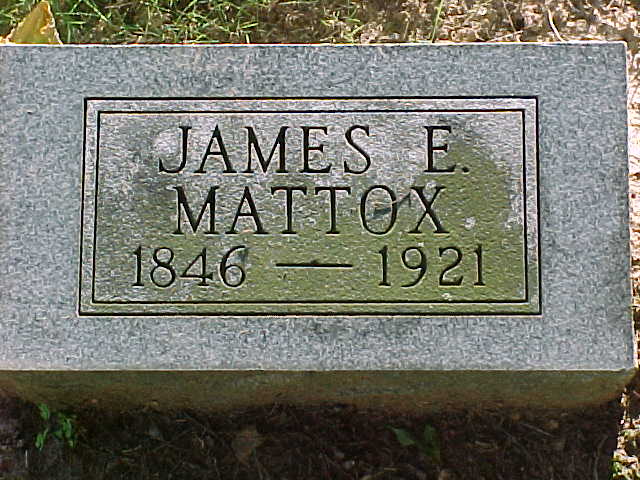 JAMES E.
MATTOX
1846 — 1921